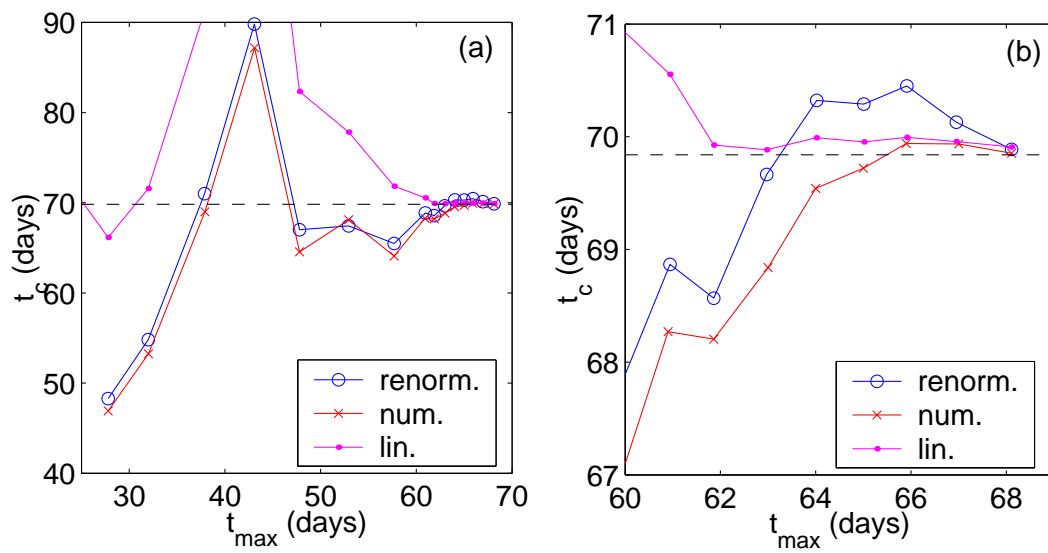 (a)
90
80
70
60
50
40
t_c (days)
30
40
50
60
70
t_max (days)
renorm.
num.
lin.
(b)
71
70
69
68
67
t_c (days)
60
62
64
66
68
t_max (days)
renorm.
num.
lin.